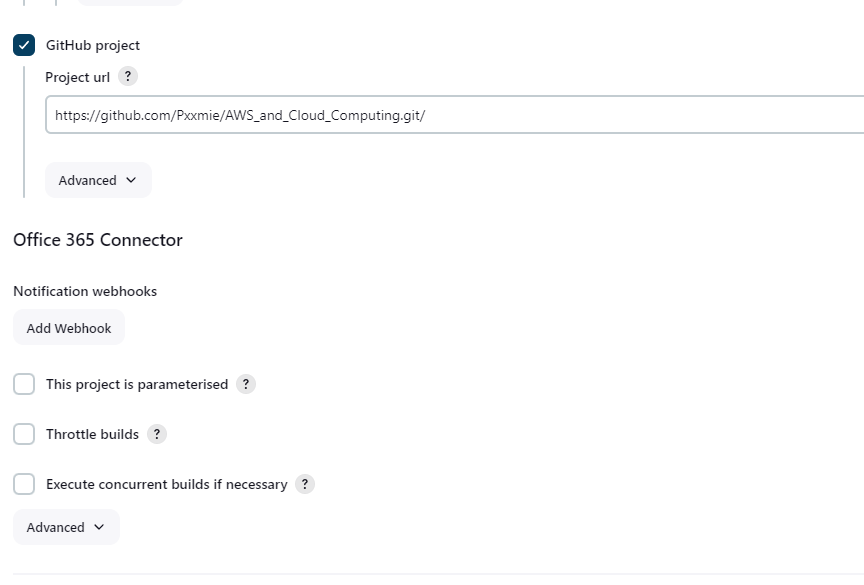 GitHub project
Project url ?
https://github.com/Pxxmie/AWS_and_Cloud_Computing.git/
Advanced
Office 365 Connector
Notification webhooks
Add Webhook
This project is parameterised ?
Throttle builds ?
Execute concurrent builds if necessary ?
Advanced